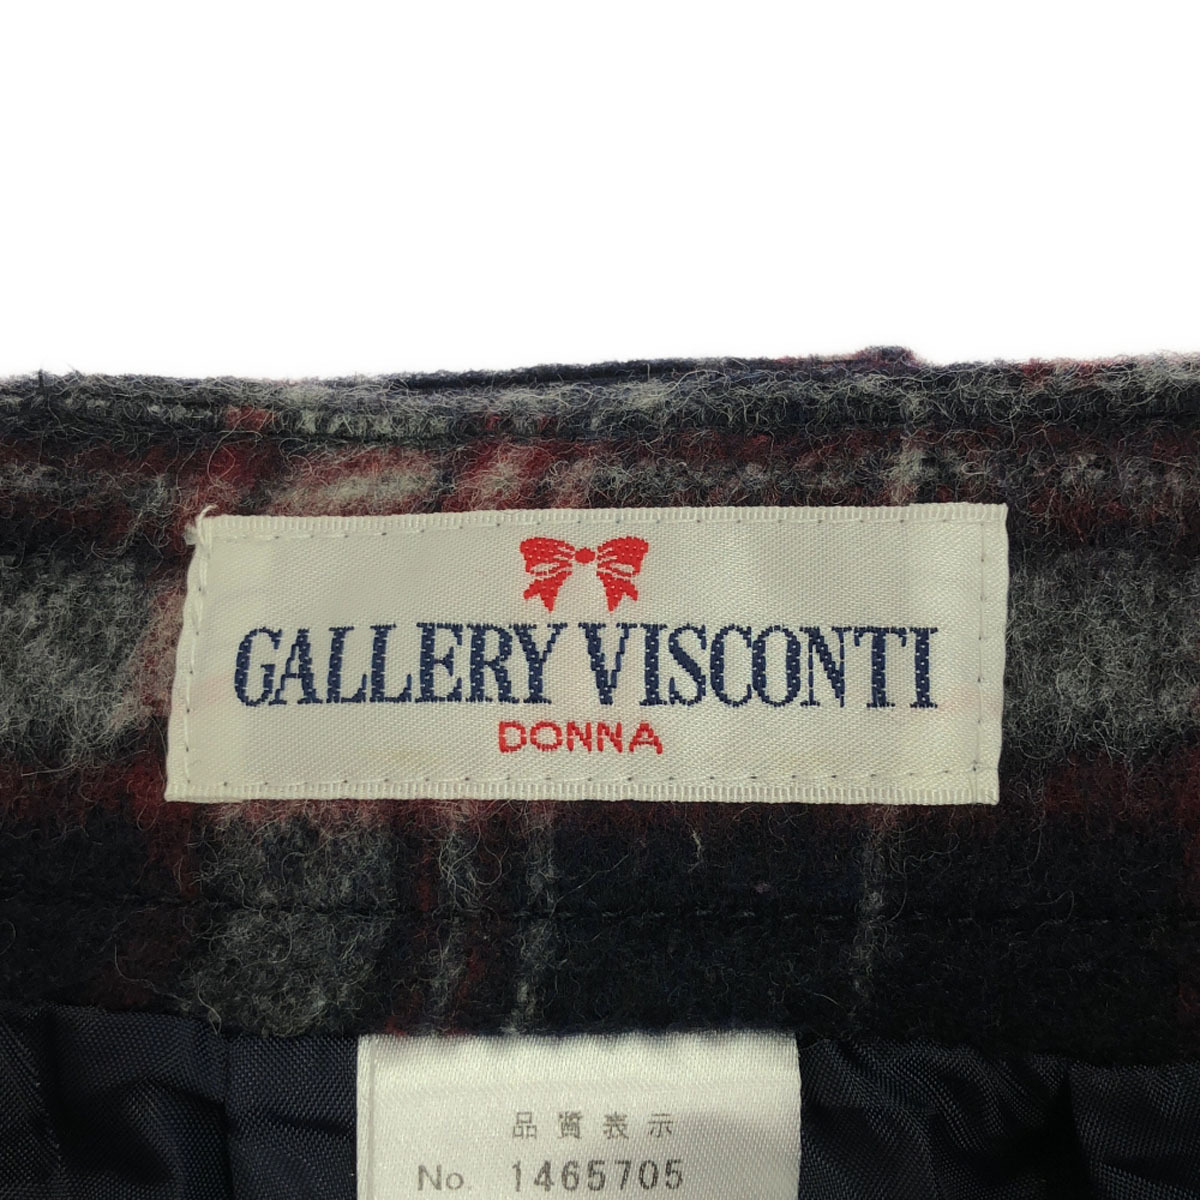 GALLERY VISCONTI
DONNA
品質表示
No. 1465705